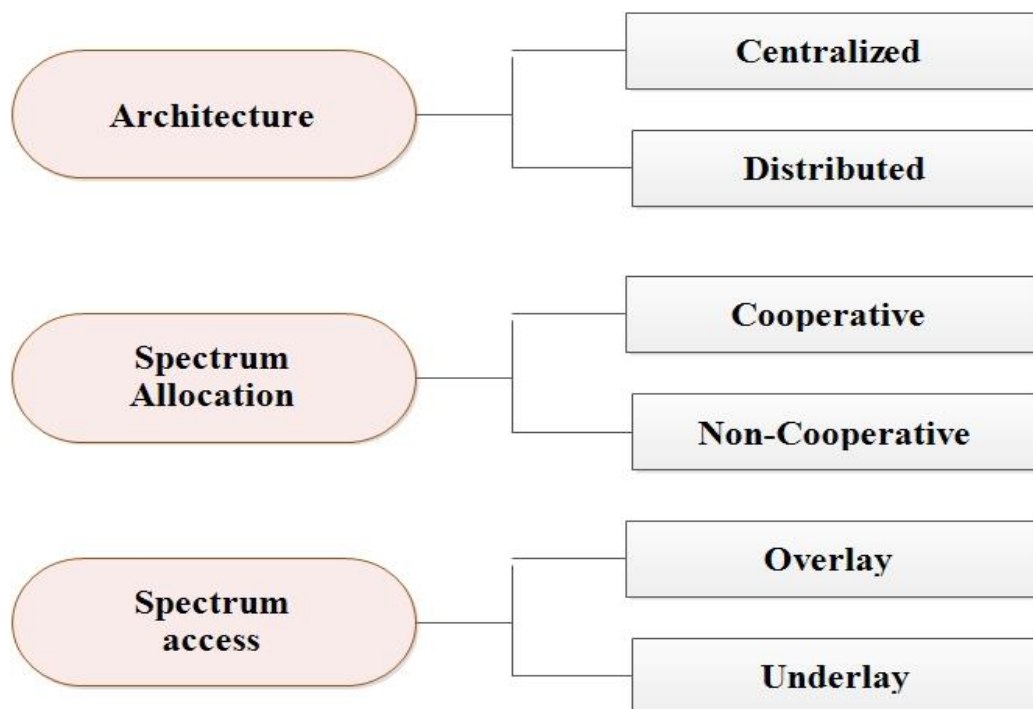 Architecture
Centralized
Distributed
Spectrum
Allocation
Cooperative
Non-Cooperative
Spectrum
access
Overlay
Underlay